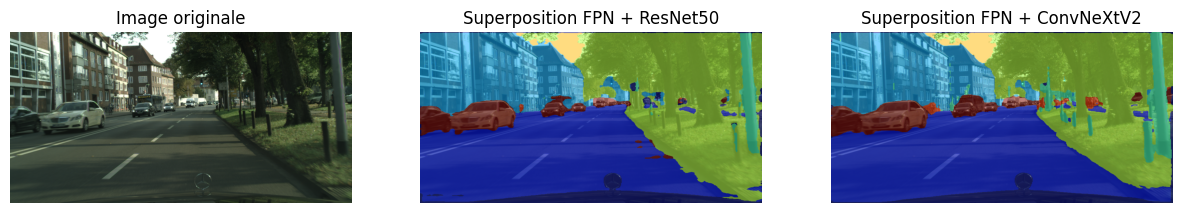 Image originale
Superposition FPN + ResNet50
Superposition FPN + ConvNeXtV2